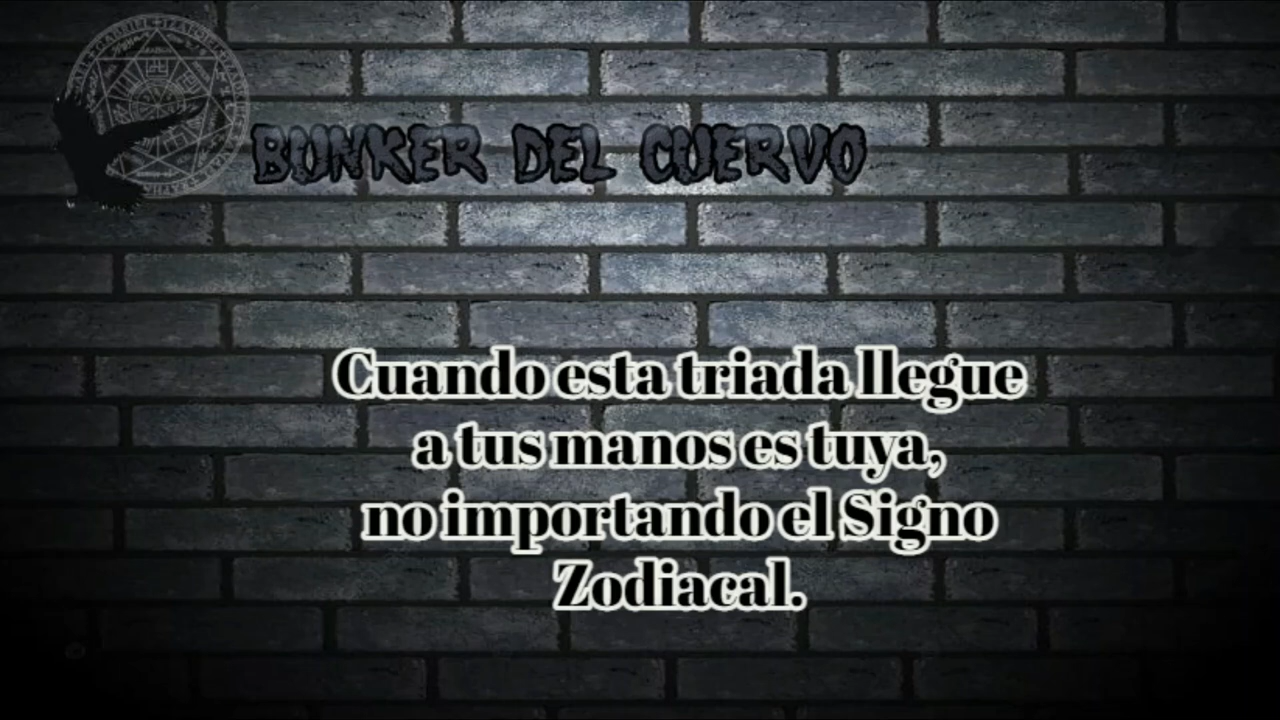 BUNKER DEL CUERVO
Cuando esta triada llegue
a tus manos es tuya,
no importando el Signo
Zodiacal.